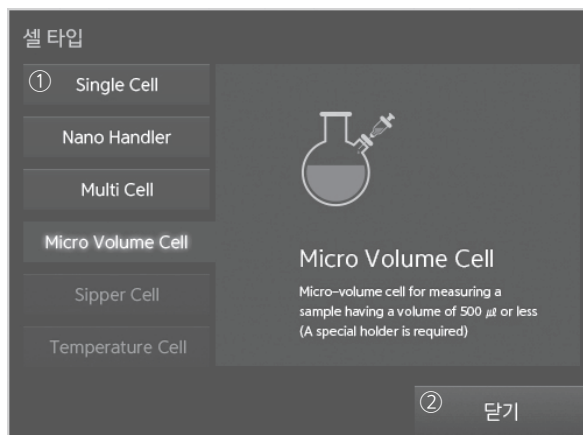 셀 타입
① Single Cell
Nano Handler
Multi Cell
Micro Volume Cell
Sipper Cell
Temperature Cell
Micro Volume Cell
Micro-volume cell for measuring a
sample having a volume of 500 ㎕ or less
(A special holder is required)
② 닫기